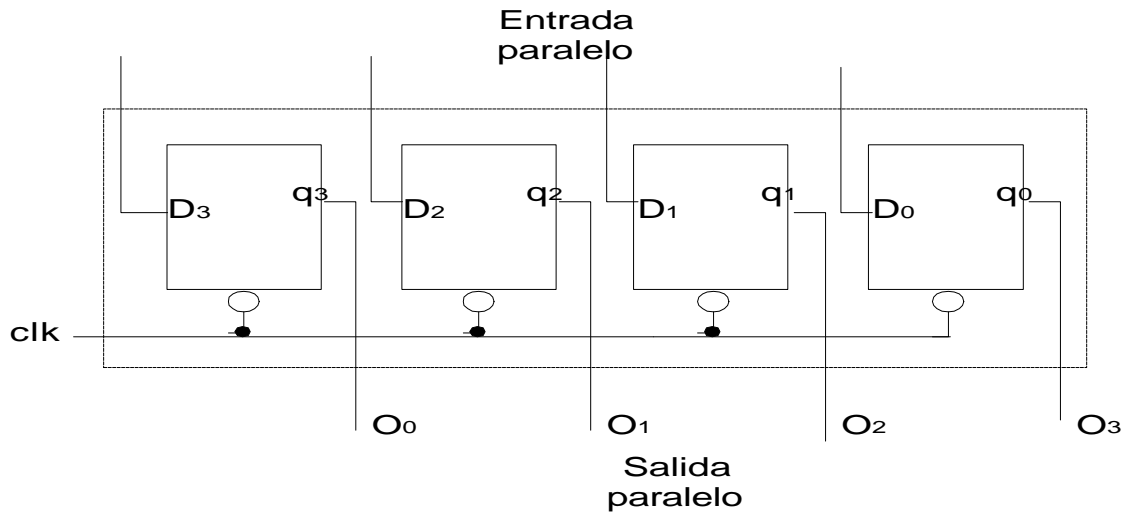 Entrada
paralelo
D3 q3 D2 q2 D1 q1 D0 q0
clk
O0 O1 O2 O3
Salida
paralelo